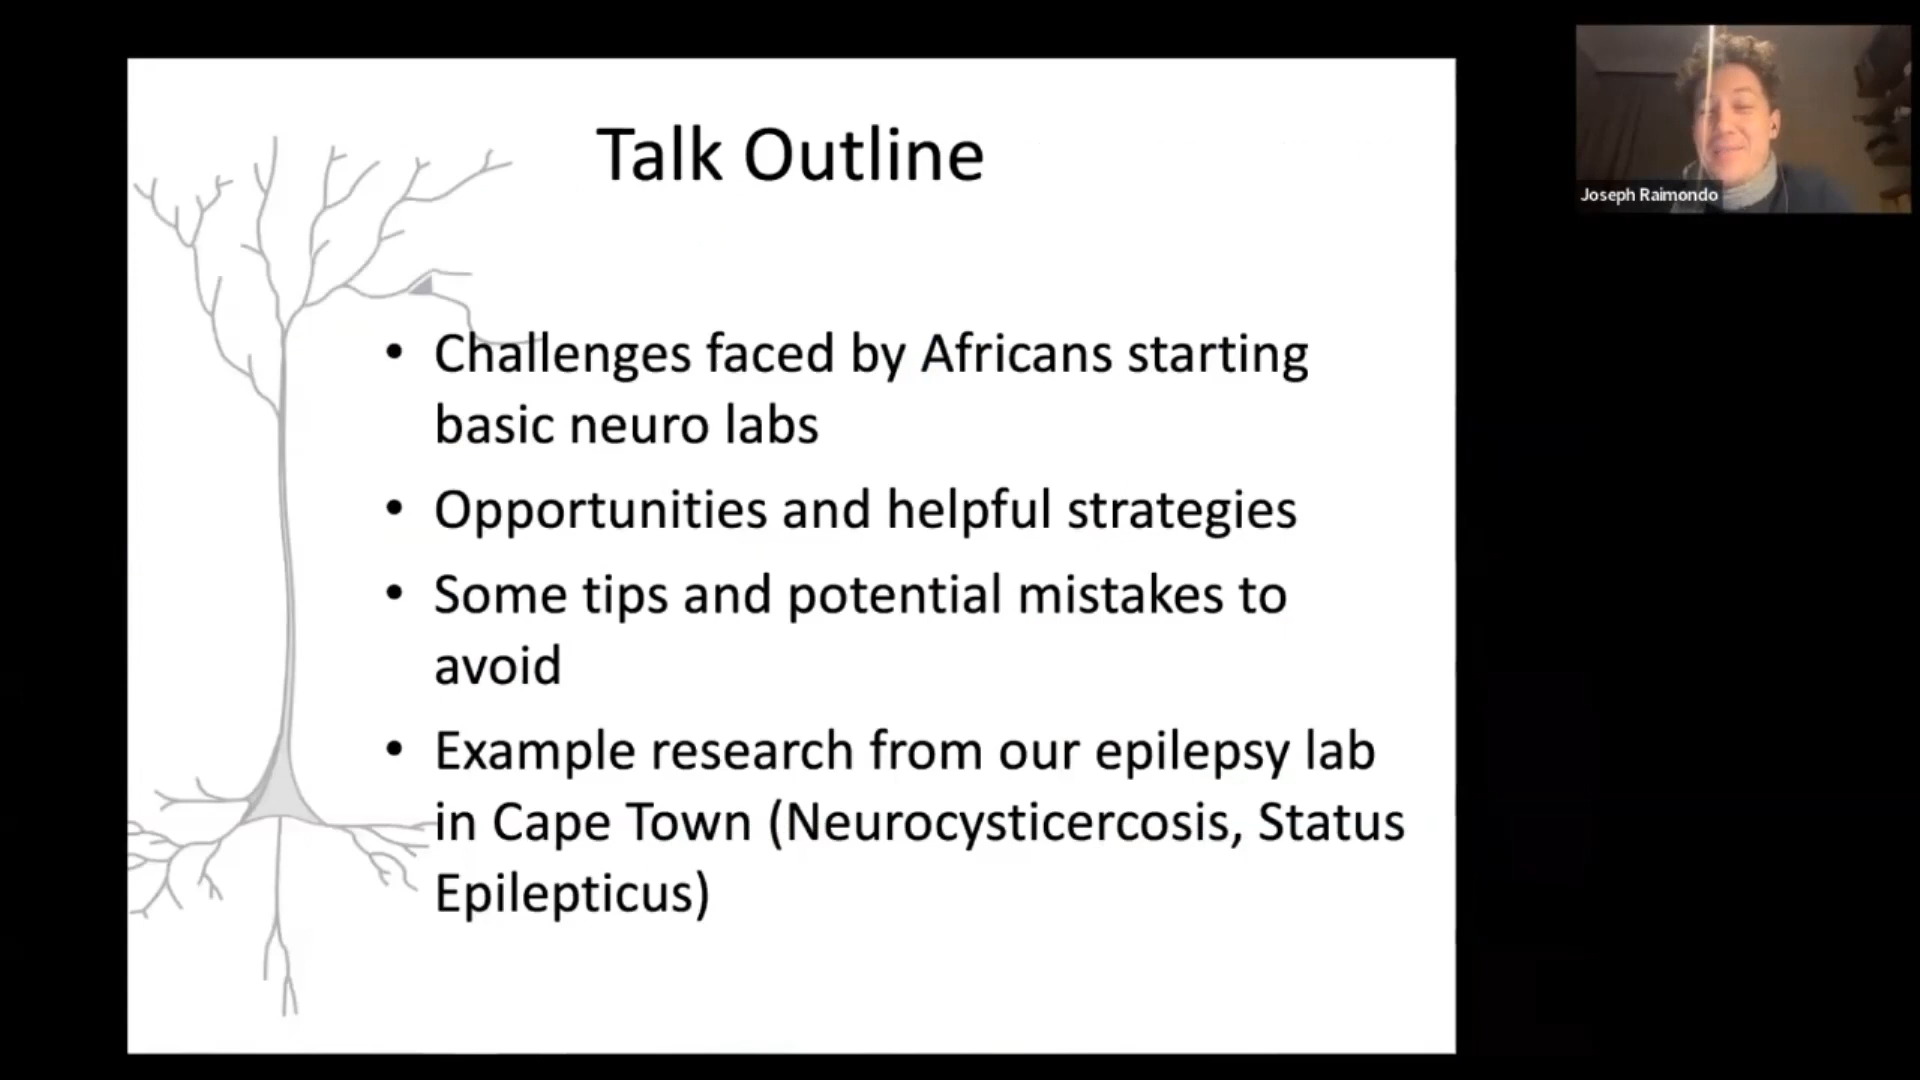 Talk Outline
• Challenges faced by Africans starting
basic neuro labs
• Opportunities and helpful strategies
• Some tips and potential mistakes to
avoid
• Example research from our epilepsy lab
in Cape Town (Neurocysticercosis, Status
Epilepticus)
Joseph Raimondo